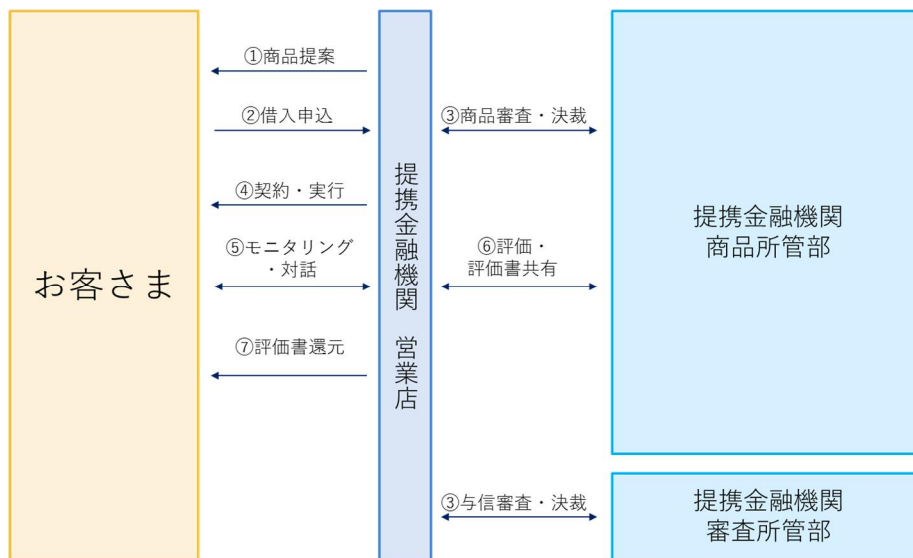 ①商品提案
②借入申込
③商品審査・決裁
④契約・実行
⑤モニタリング
・対話
⑥評価・
評価書共有
⑦評価書還元
③与信審査・決裁
お客さま
提携金融機関 営業店
提携金融機関
商品所管部
提携金融機関
審査所管部